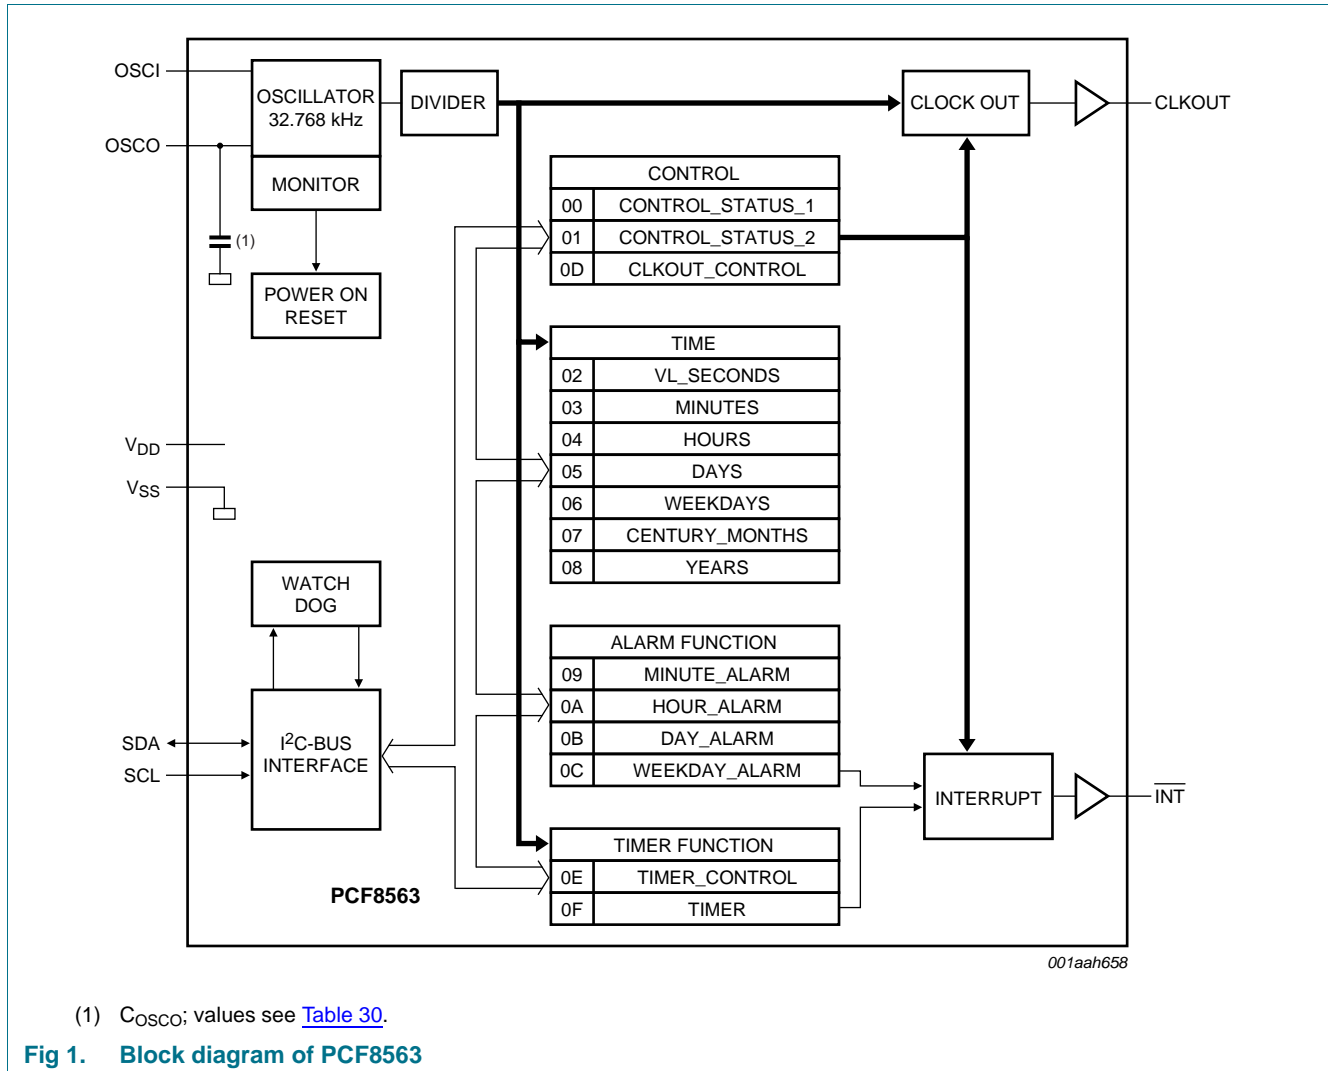 OSCI
OSCILLATOR
32.768 kHz
DIVIDER
CLOCK OUT
CLKOUT
OSCO
MONITOR
(1)
POWER ON
RESET
CONTROL
00 CONTROL_STATUS_1
01 CONTROL_STATUS_2
0D CLKOUT_CONTROL
TIME
02 VL_SECONDS
03 MINUTES
04 HOURS
05 DAYS
06 WEEKDAYS
07 CENTURY_MONTHS
08 YEARS
VDD
VSS
WATCH
DOG
SDA
SCL
I2C-BUS
INTERFACE
ALARM FUNCTION
09 MINUTE_ALARM
0A HOUR_ALARM
0B DAY_ALARM
0C WEEKDAY_ALARM
INTERRUPT
INT
TIMER FUNCTION
0E TIMER_CONTROL
0F TIMER
PCF8563
001aah658
(1) COSCO; values see Table 30.
Fig 1. Block diagram of PCF8563